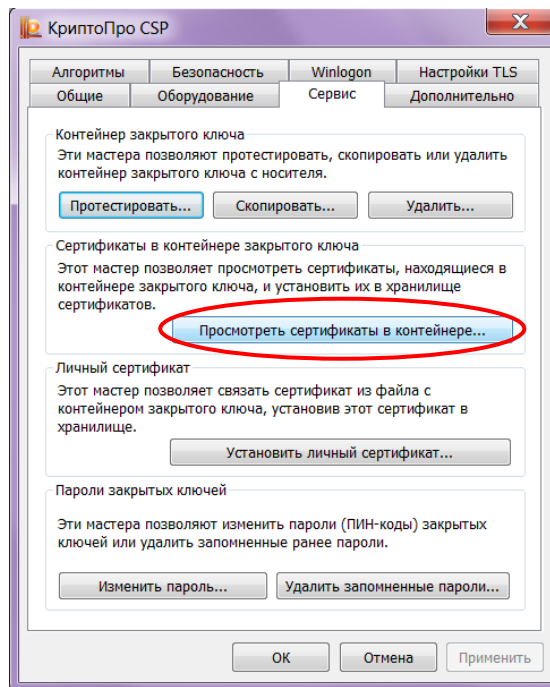 КриптоПро CSP
Алгоритмы Безопасность Winlogon Настройки TLS
Общие Оборудование Сервис Дополнительно
Контейнер закрытого ключа
Эти мастера позволяют протестировать, скопировать или удалить
контейнер закрытого ключа с носителя.
Протестировать... Скопировать... Удалить...
Сертификаты в контейнере закрытого ключа
Этот мастер позволяет просмотреть сертификаты, находящиеся в
контейнере закрытого ключа, и установить их в хранилище
сертификатов.
Просмотреть сертификаты в контейнере...
Личный сертификат
Этот мастер позволяет связать сертификат из файла с
контейнером закрытого ключа, установив этот сертификат в
хранилище.
Установить личный сертификат...
Пароли закрытых ключей
Эти мастера позволяют изменить пароли (ПИН-коды) закрытых
ключей или удалить запомненные ранее пароли.
Изменить пароль... Удалить запомненные пароли...
ОК Отмена Применить